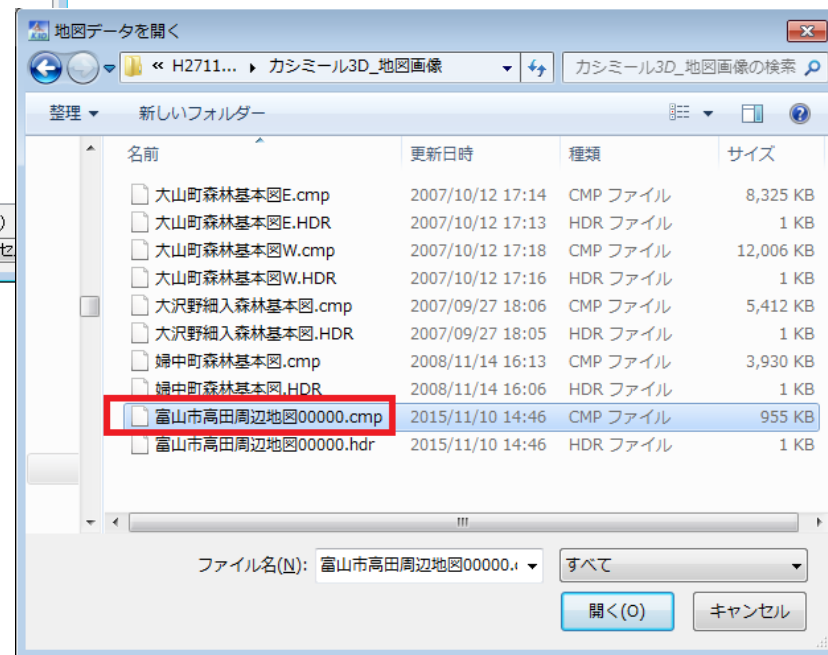 地図データを開く
« H2711... ▸ カシミール3D_地図画像
カシミール3D_地図画像の検索
整理 ▼ 新しいフォルダー
名前 更新日時 種類 サイズ
大山町森林基本図E.cmp 2007/10/12 17:14 CMP ファイル 8,325 KB
大山町森林基本図E.HDR 2007/10/12 17:13 HDR ファイル 1 KB
大山町森林基本図W.cmp 2007/10/12 17:18 CMP ファイル 12,006 KB
大山町森林基本図W.HDR 2007/10/12 17:16 HDR ファイル 1 KB
大沢野細入森林基本図.cmp 2007/09/27 18:06 CMP ファイル 5,412 KB
大沢野細入森林基本図.HDR 2007/09/27 18:05 HDR ファイル 1 KB
婦中町森林基本図.cmp 2008/11/14 16:13 CMP ファイル 3,930 KB
婦中町森林基本図.HDR 2008/11/14 16:06 HDR ファイル 1 KB
富山市高田周辺地図00000.cmp 2015/11/10 14:46 CMP ファイル 955 KB
富山市高田周辺地図00000.hdr 2015/11/10 14:46 HDR ファイル 1 KB
)
セ
ファイル名(N): 富山市高田周辺地図00000.c すべて
開く(O) キャンセル